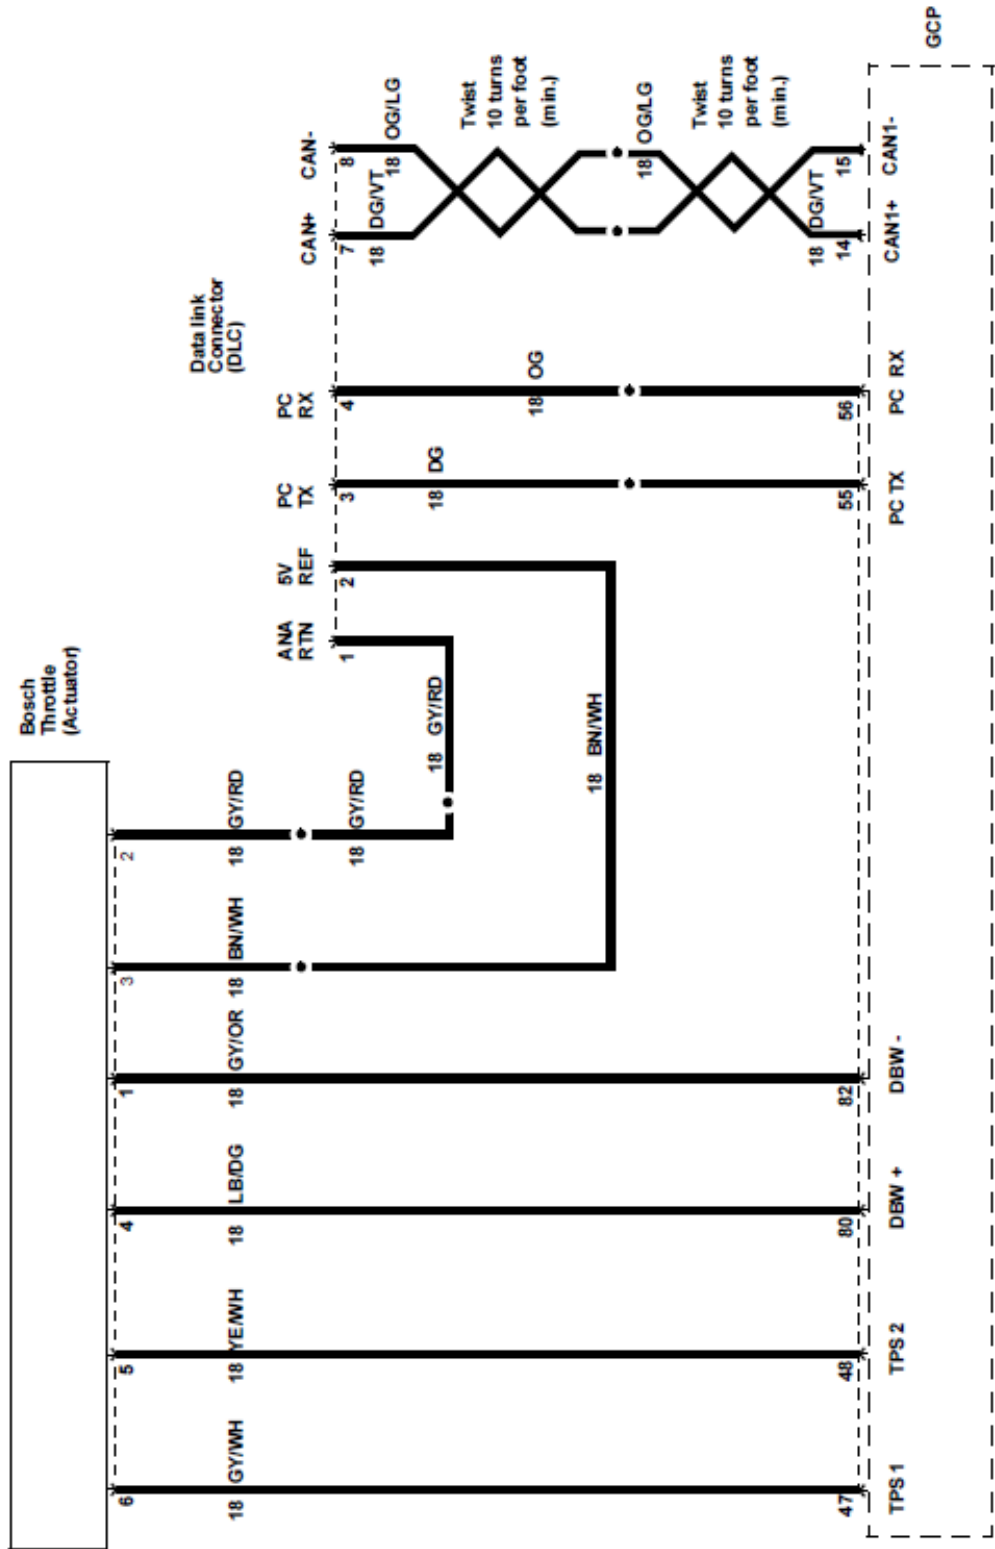 Bosch
Throttle
(Actuator)
6 5 4 1 3 2
Data link
Connector
(DLC)
18 GY/WH
18 YE/WH
18 LB/DG
18 GY/OR
18 BN/WH
18 GY/RD
ANA
RTN
5V
REF
PC
TX
PC
RX
CAN+
CAN-
1 2 3 4 7 8
18 GY/RD
18 DG/VT
18 OG/LG
18 GY/RD
18 DG
Twist
10 turns
per foot
(min.)
18 OG
18 BN/WH
18 OG/LG
Twist
10 turns
per foot
(min.)
18 DG/VT
47 48 80 82 55 56 14 15
TPS 1
TPS 2
DBW +
DBW -
PC TX
PC RX
CAN1+
CAN1-
GCP